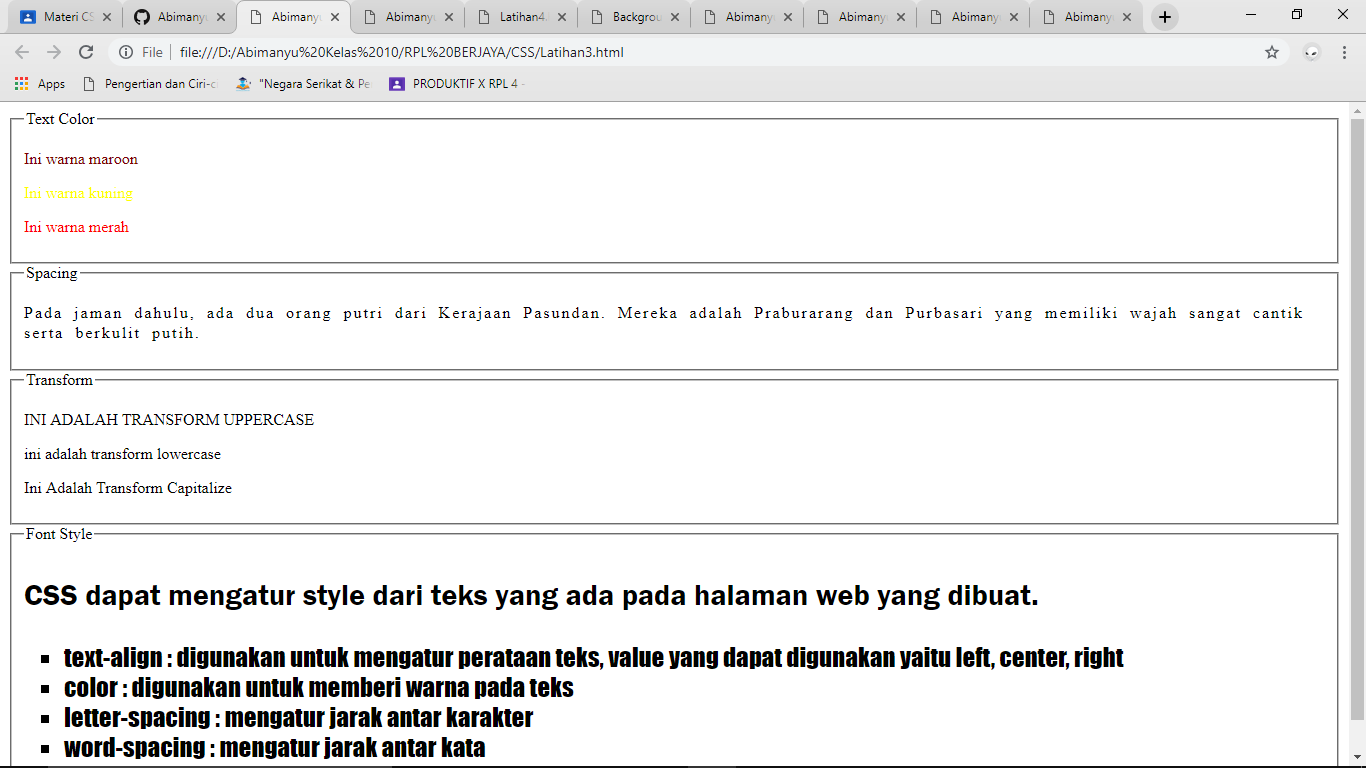 Materi CS
Abimanyu
Abimanyu
Abimanyu
Latihan4.
Backgrou
Abimanyu
Abimanyu
Abimanyu
Abimanyu
File
file:///D:/Abimanyu%20Kelas%2010/RPL%20BERJAYA/CSS/Latihan3.html
Apps
Pengertian dan Ciri-c
"Negara Serikat & Pe
PRODUKTIF X RPL 4 -
Text Color
Ini warna maroon
Ini warna kuning
Ini warna merah
Spacing
Pada jaman dahulu, ada dua orang putri dari Kerajaan Pasundan. Mereka adalah Praburarang dan Purbasari yang memiliki wajah sangat cantik
serta berkulit putih.
Transform
INI ADALAH TRANSFORM UPPERCASE
ini adalah transform lowercase
Ini Adalah Transform Capitalize
Font Style
CSS dapat mengatur style dari teks yang ada pada halaman web yang dibuat.
text-align : digunakan untuk mengatur perataan teks, value yang dapat digunakan yaitu left, center, right
color : digunakan untuk memberi warna pada teks
letter-spacing : mengatur jarak antar karakter
word-spacing : mengatur jarak antar kata